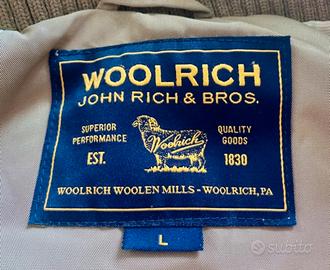 WOOLRICH
JOHN RICH & BROS.
SUPERIOR PERFORMANCE
QUALITY GOODS
Woolrich
EST.
1830
WOOLRICH WOOLEN MILLS - WOOLRICH, PA
L
subito